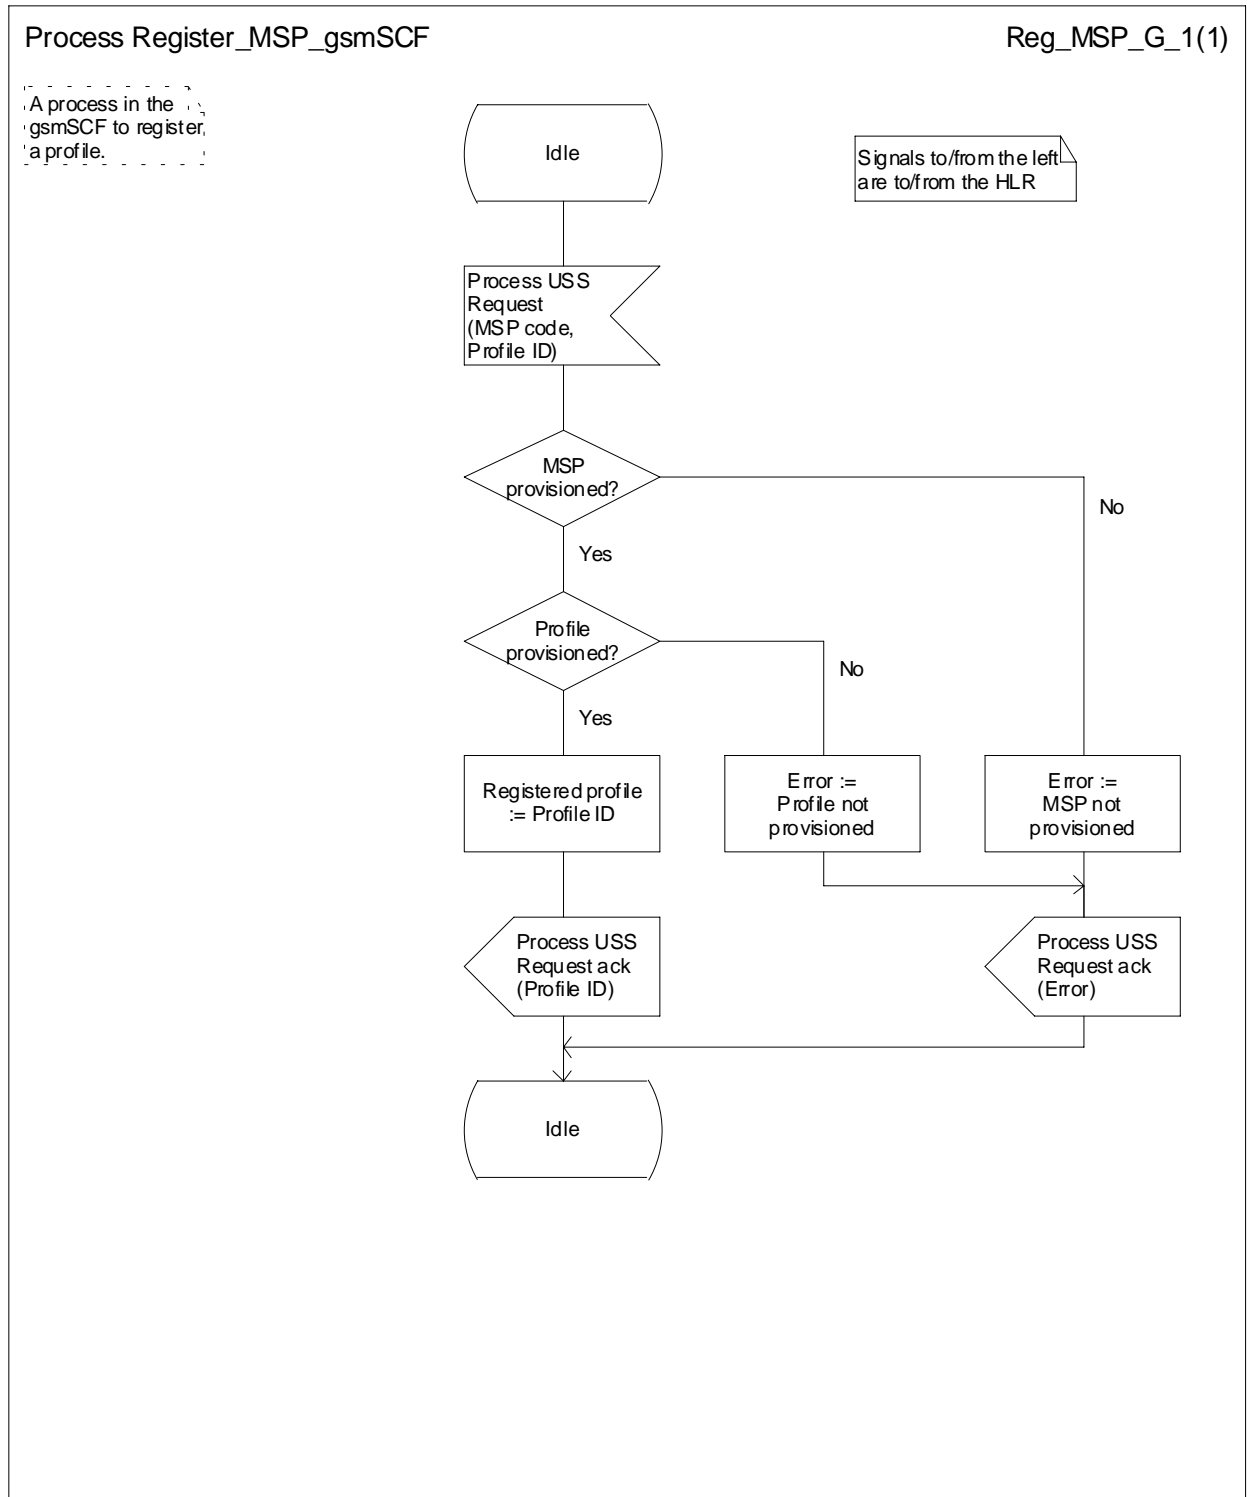 Process Register_MSP_gsmSCF
Reg_MSP_G_1(1)
A process in the
gsmSCF to register
a profile.
Idle
Signals to/from the left
are to/from the HLR
Process USS
Request
(MSP code,
Profile ID)
MSP
provisioned?
No
Yes
Profile
provisioned?
No
Yes
Registered profile
:= Profile ID
Error :=
Profile not
provisioned
Error :=
MSP not
provisioned
Process USS
Request ack
(Profile ID)
Process USS
Request ack
(Error)
Idle